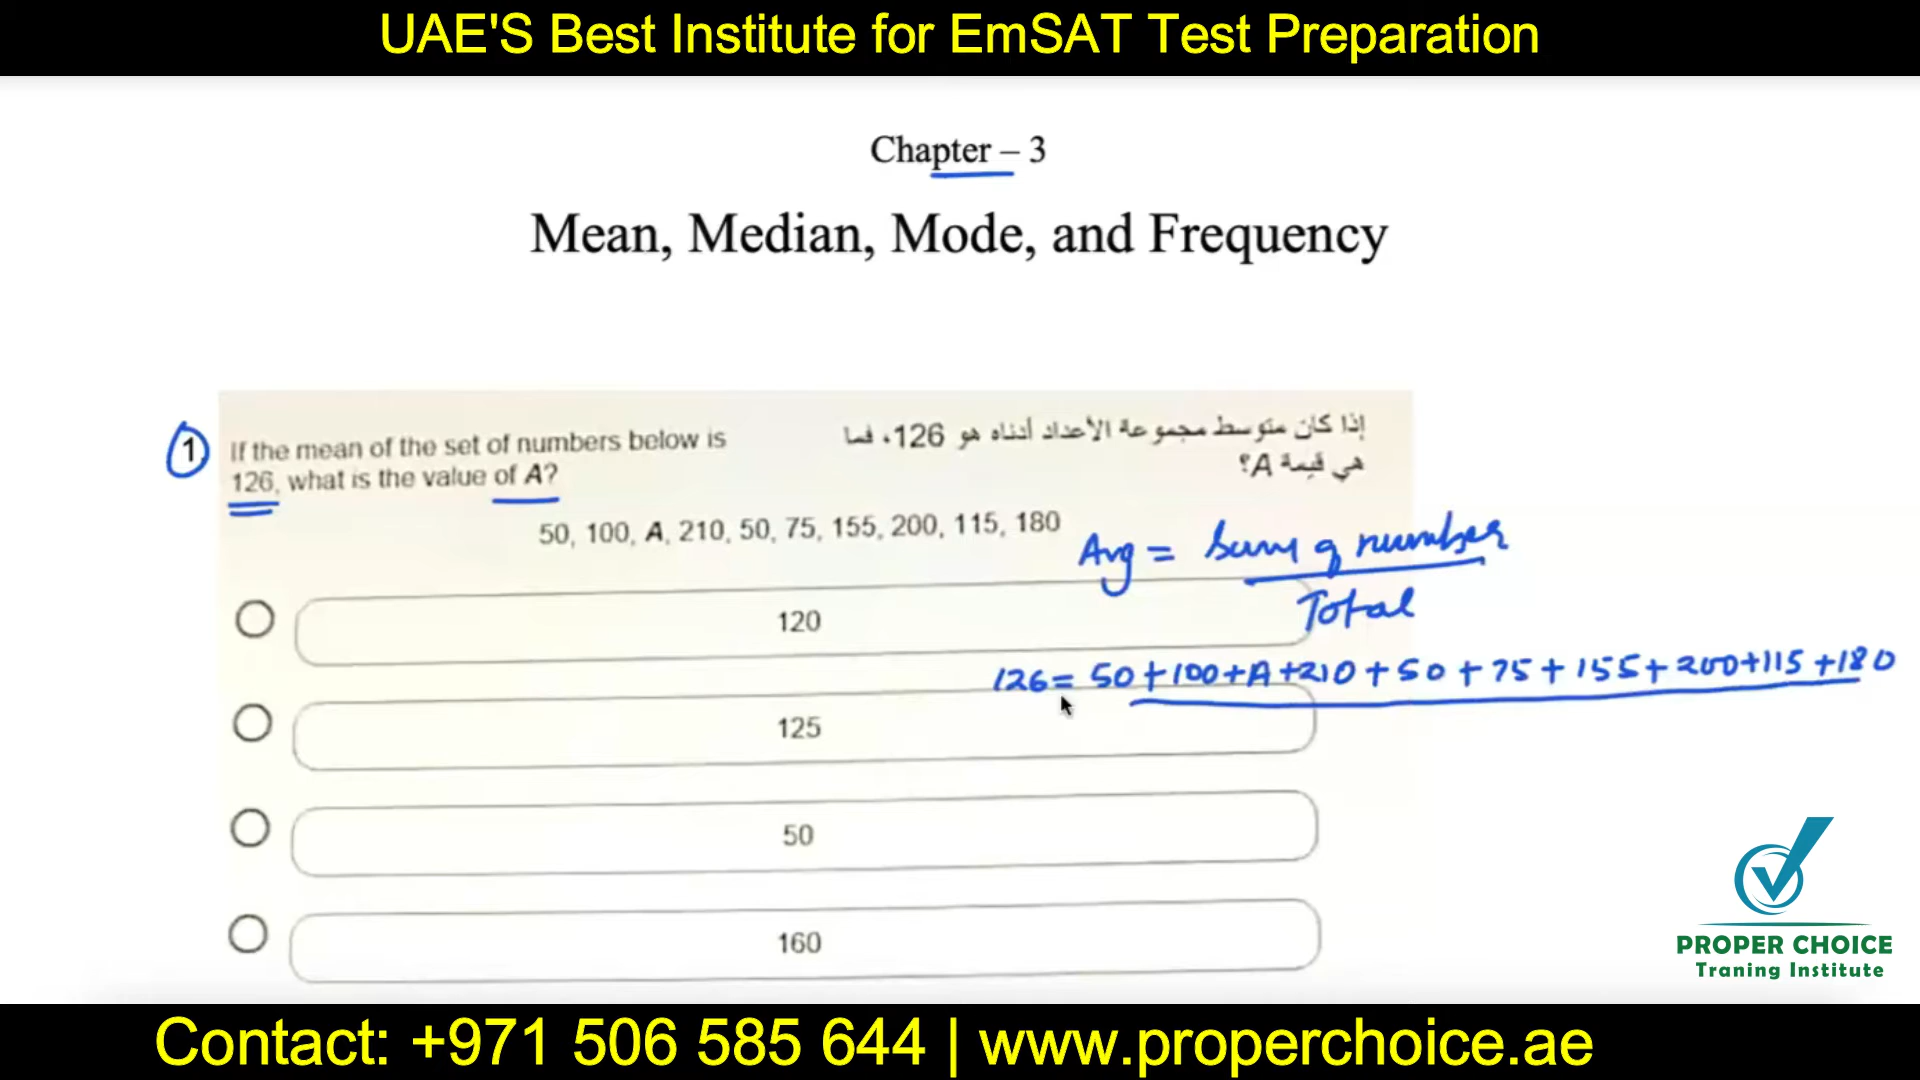 UAE'S Best Institute for EmSAT Test Preparation
Chapter – 3
Mean, Median, Mode, and Frequency
1
If the mean of the set of numbers below is
126, what is the value of A?
إذا كان متوسط مجموعة الأعداد أدناه هو 126، فما
هي قيمة A؟
50, 100, A, 210, 50, 75, 155, 200, 115, 180
Avg = Sum of number
Total
120
126 = 50+100+A+210+50+75+155+200+115+180
125
50
160
PROPER CHOICE
Traning Institute
Contact: +971 506 585 644 | www.properchoice.ae